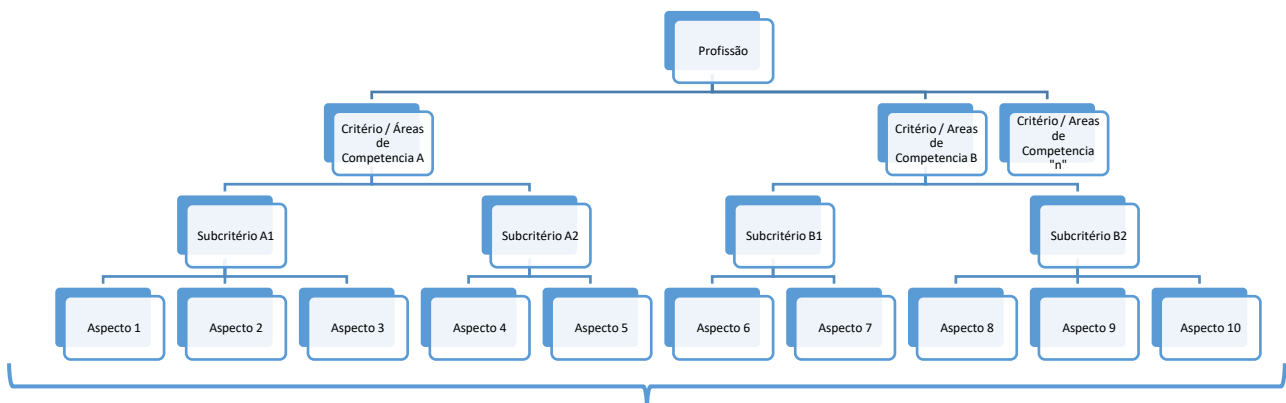 Profissão
Critério / Áreas
de
Competencia A
Critério / Areas
de
Competencia B
Critério / Areas
de
Competencia
"n"
Subcritério A1
Subcritério A2
Subcritério B1
Subcritério B2
Aspecto 1
Aspecto 2
Aspecto 3
Aspecto 4
Aspecto 5
Aspecto 6
Aspecto 7
Aspecto 8
Aspecto 9
Aspecto 10